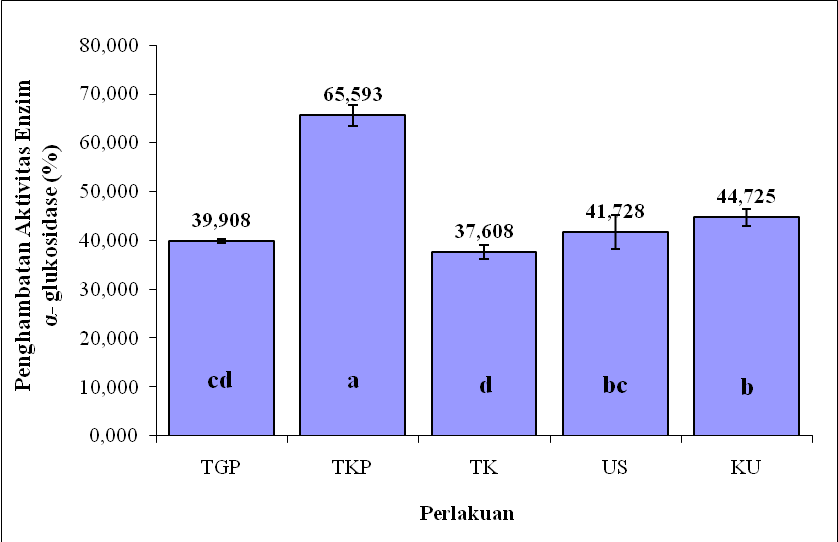 Penghambatan Aktivitas Enzim
α- glukosidase (%)
80,000
70,000
60,000
50,000
40,000
30,000
20,000
10,000
0,000
39,908
65,593
37,608
41,728
44,725
cd
a
d
bc
b
TGP
TKP
TK
US
KU
Perlakuan